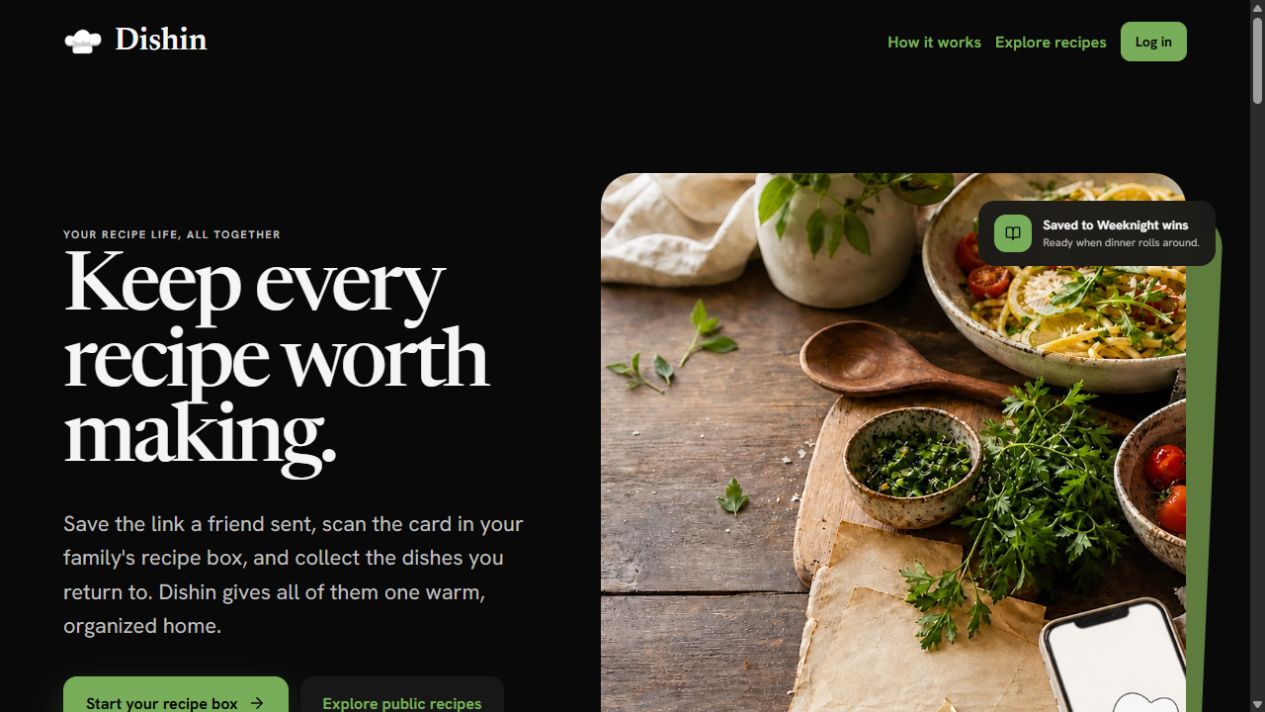 Dishin
How it works
Explore recipes
Log in
YOUR RECIPE LIFE, ALL TOGETHER
Keep every
recipe worth
making.
Save the link a friend sent, scan the card in your
family's recipe box, and collect the dishes you
return to. Dishin gives all of them one warm,
organized home.
Start your recipe box →
Explore public recipes
Saved to Weeknight wins
Ready when dinner rolls around.